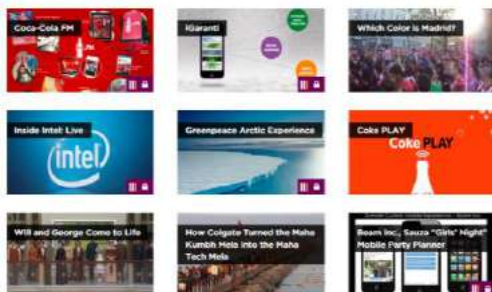 Coca-Cola FM
iGaranti
Which Color is Madrid?
Inside Intel: Live
(intel)
Greenpeace Arctic Experience
Coke PLAY
Coke PLAY
Will and George Come to Life
How Colgate Turned the Maha
Kumbh Mela into the Maha
Tech Mela
Beam Inc., Sauza "Girls' Night"
Mobile Party Planner